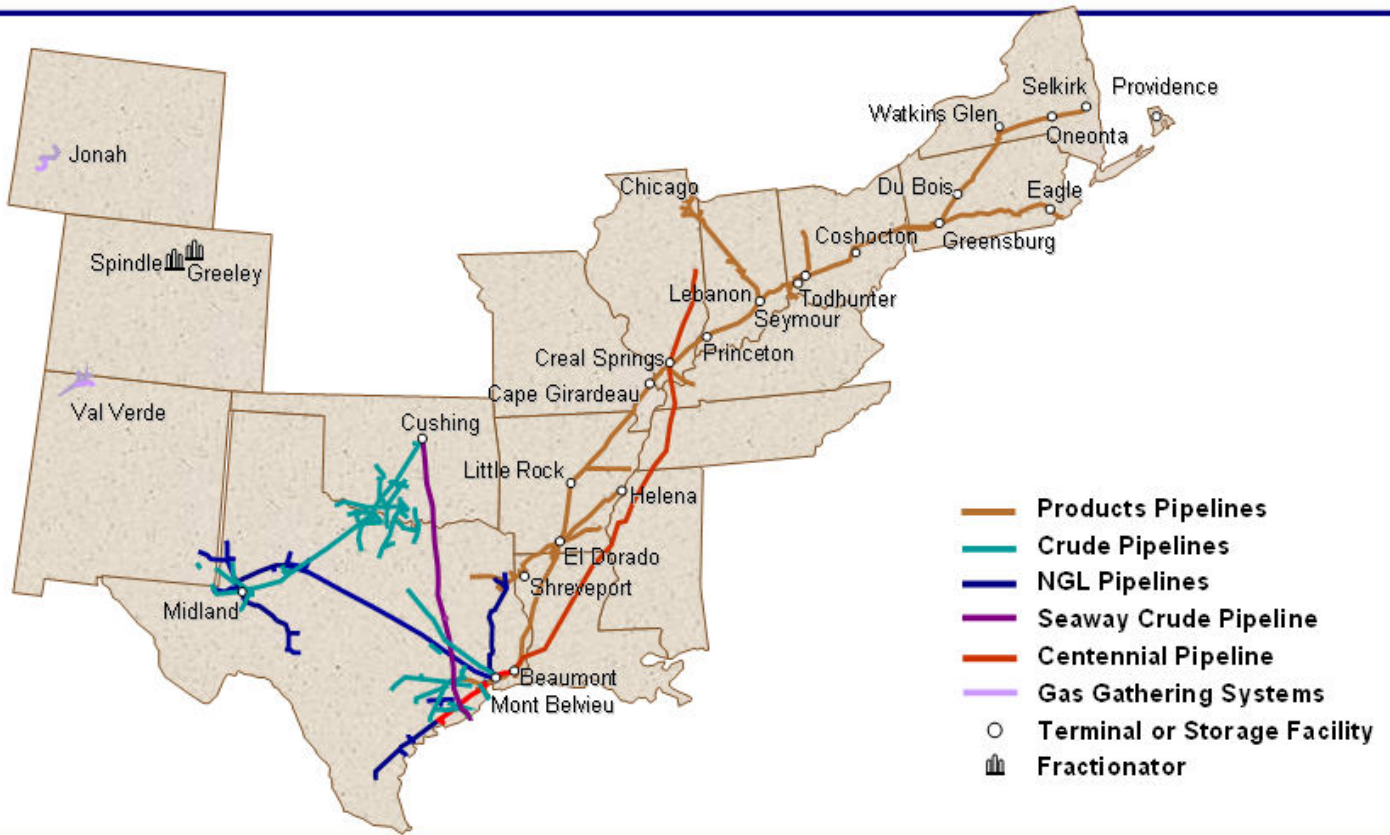 Selkirk
Providence
Watkins Glen
Oneonta
Jonah
Chicago
Du Bois
Eagle
Coshocton
Greensburg
Spindle
Greeley
Lebanon
Todhunter
Seymour
Creal Springs
Princeton
Cape Girardeau
Val Verde
Cushing
Little Rock
Helena
El Dorado
Shreveport
Midland
Beaumont
Mont Belvieu
Products Pipelines
Crude Pipelines
NGL Pipelines
Seaway Crude Pipeline
Centennial Pipeline
Gas Gathering Systems
Terminal or Storage Facility
Fractionator